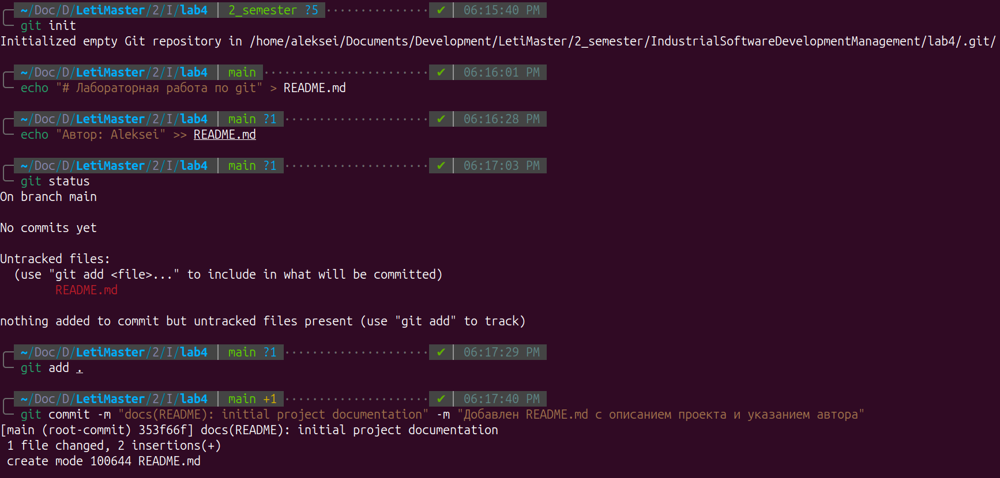 ~/Doc/D/LetiMaster/2/I/lab4 | 2_semester ?5 ··············· ✔ | 06:15:40 PM
git init
Initialized empty Git repository in /home/aleksei/Documents/Development/LetiMaster/2_semester/IndustrialSoftwareDevelopmentManagement/lab4/.git/
~/Doc/D/LetiMaster/2/I/lab4 | main ························ ✔ | 06:16:01 PM
echo "# Лабораторная работа по git" > README.md
~/Doc/D/LetiMaster/2/I/lab4 | main ?1 ····················· ✔ | 06:16:28 PM
echo "Автор: Aleksei" >> README.md
~/Doc/D/LetiMaster/2/I/lab4 | main ?1 ····················· ✔ | 06:17:03 PM
git status
On branch main
No commits yet
Untracked files:
(use "git add <file>..." to include in what will be committed)
README.md
nothing added to commit but untracked files present (use "git add" to track)
~/Doc/D/LetiMaster/2/I/lab4 | main ?1 ····················· ✔ | 06:17:29 PM
git add .
~/Doc/D/LetiMaster/2/I/lab4 | main +1 ····················· ✔ | 06:17:40 PM
git commit -m "docs(README): initial project documentation" -m "Добавлен README.md с описанием проекта и указанием автора"
[main (root-commit) 353f66f] docs(README): initial project documentation
1 file changed, 2 insertions(+)
create mode 100644 README.md